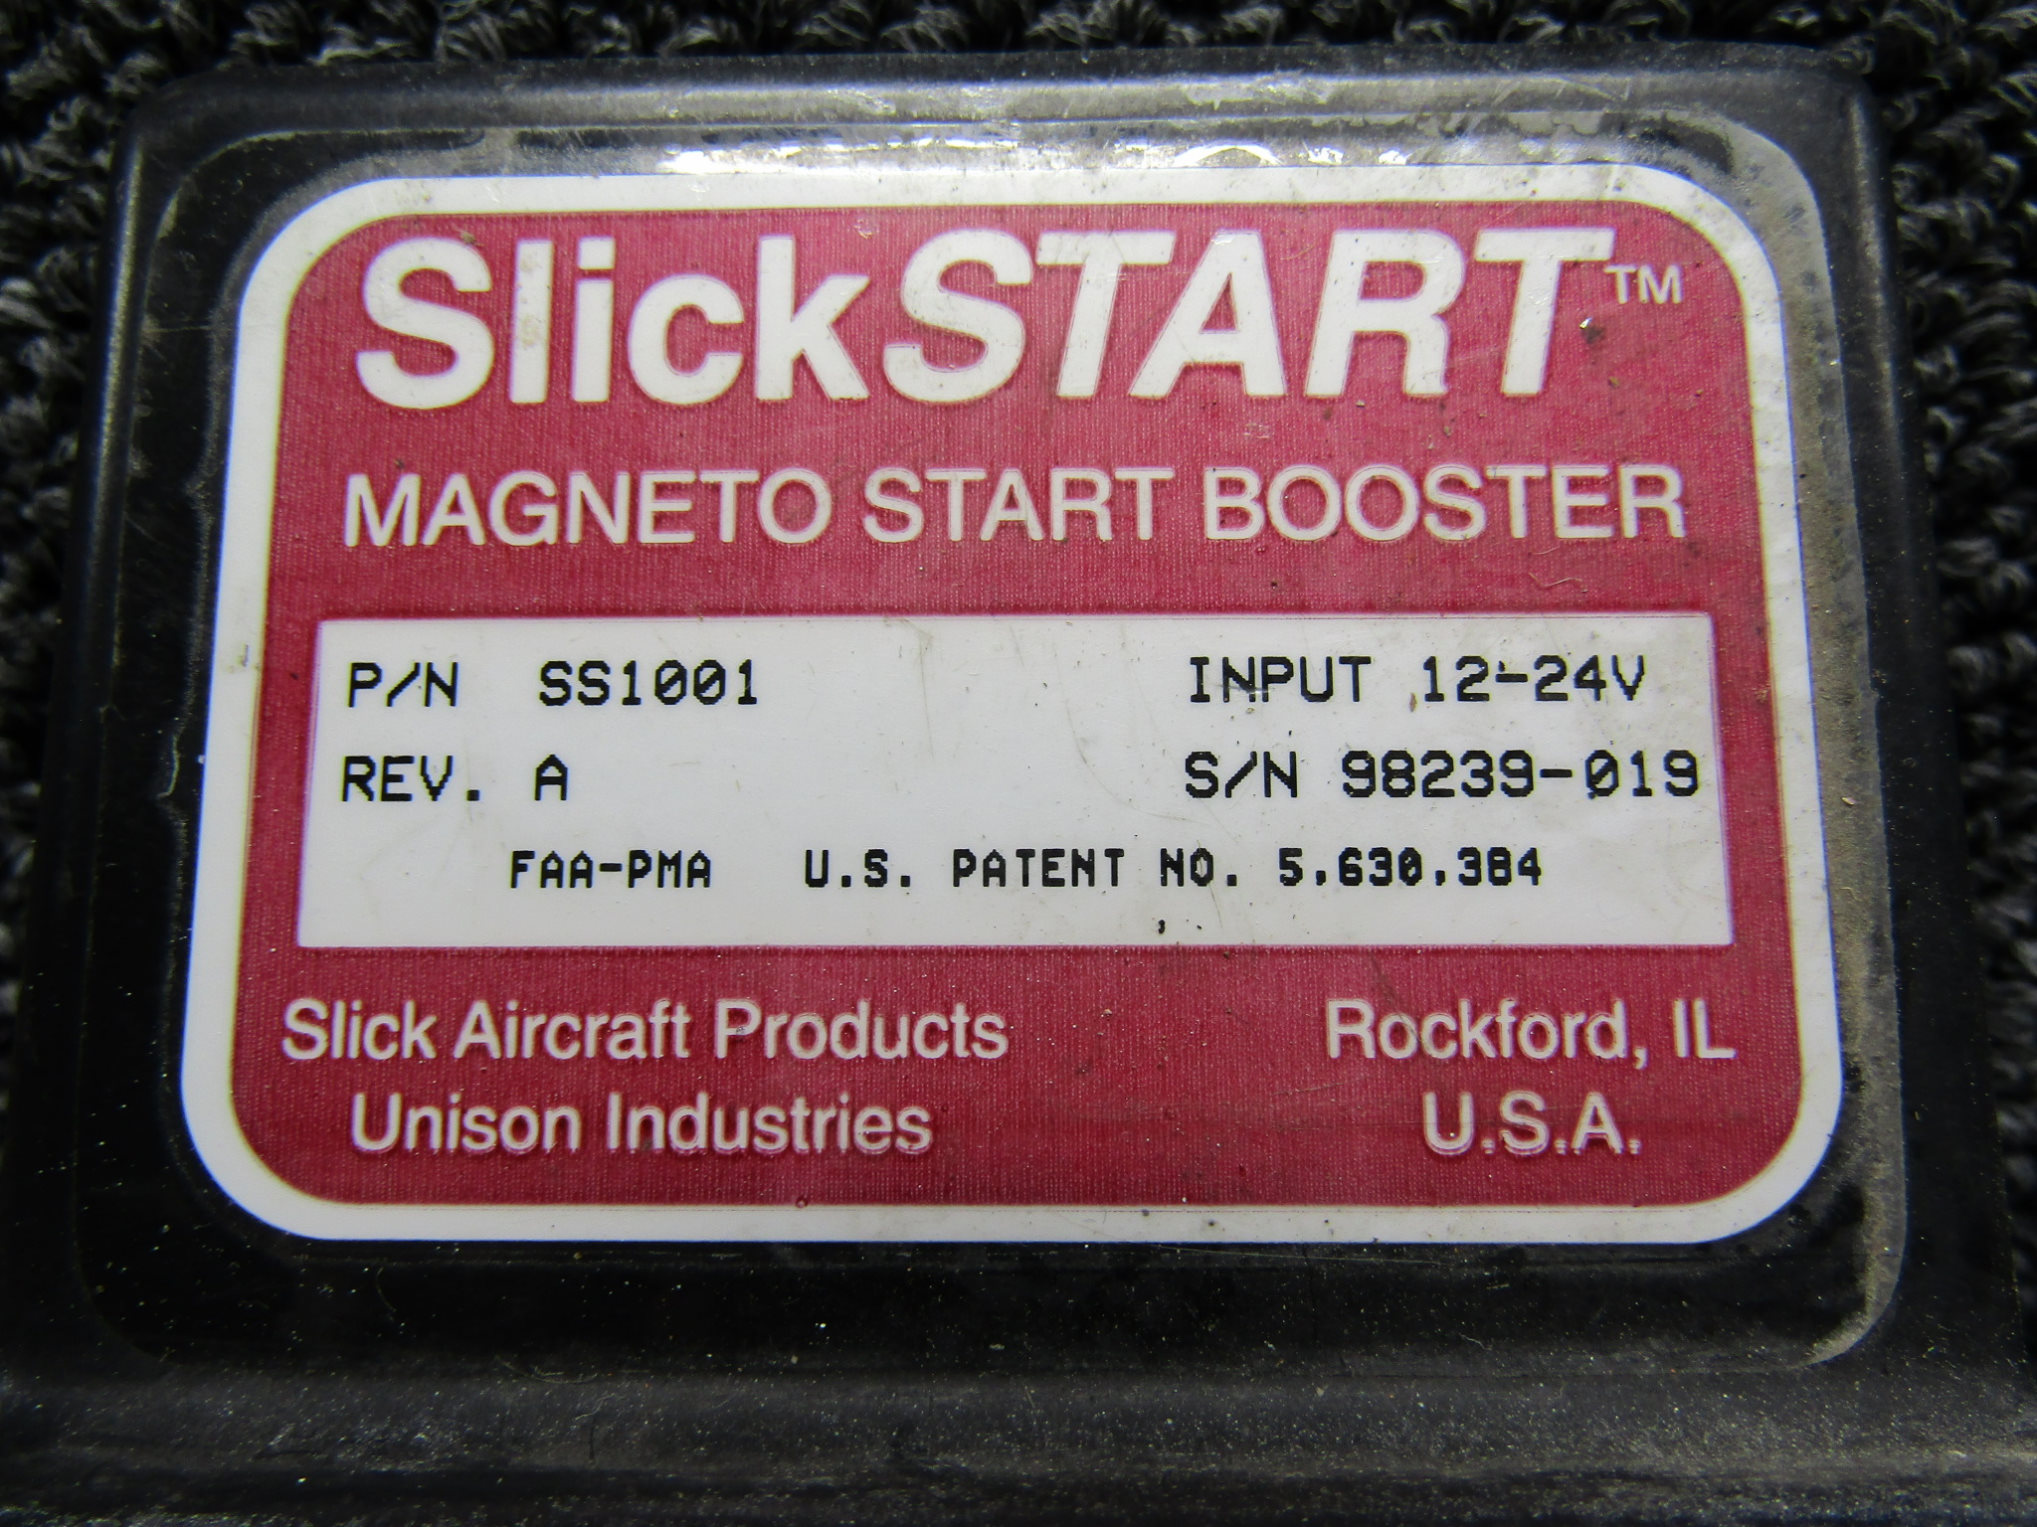 SlickSTART™
MAGNETO START BOOSTER
P/N SS1001 INPUT 12-24V
REV. A S/N 98239-019
FAA-PMA U.S. PATENT NO. 5,630,384
Slick Aircraft Products Rockford, IL
Unison Industries U.S.A.